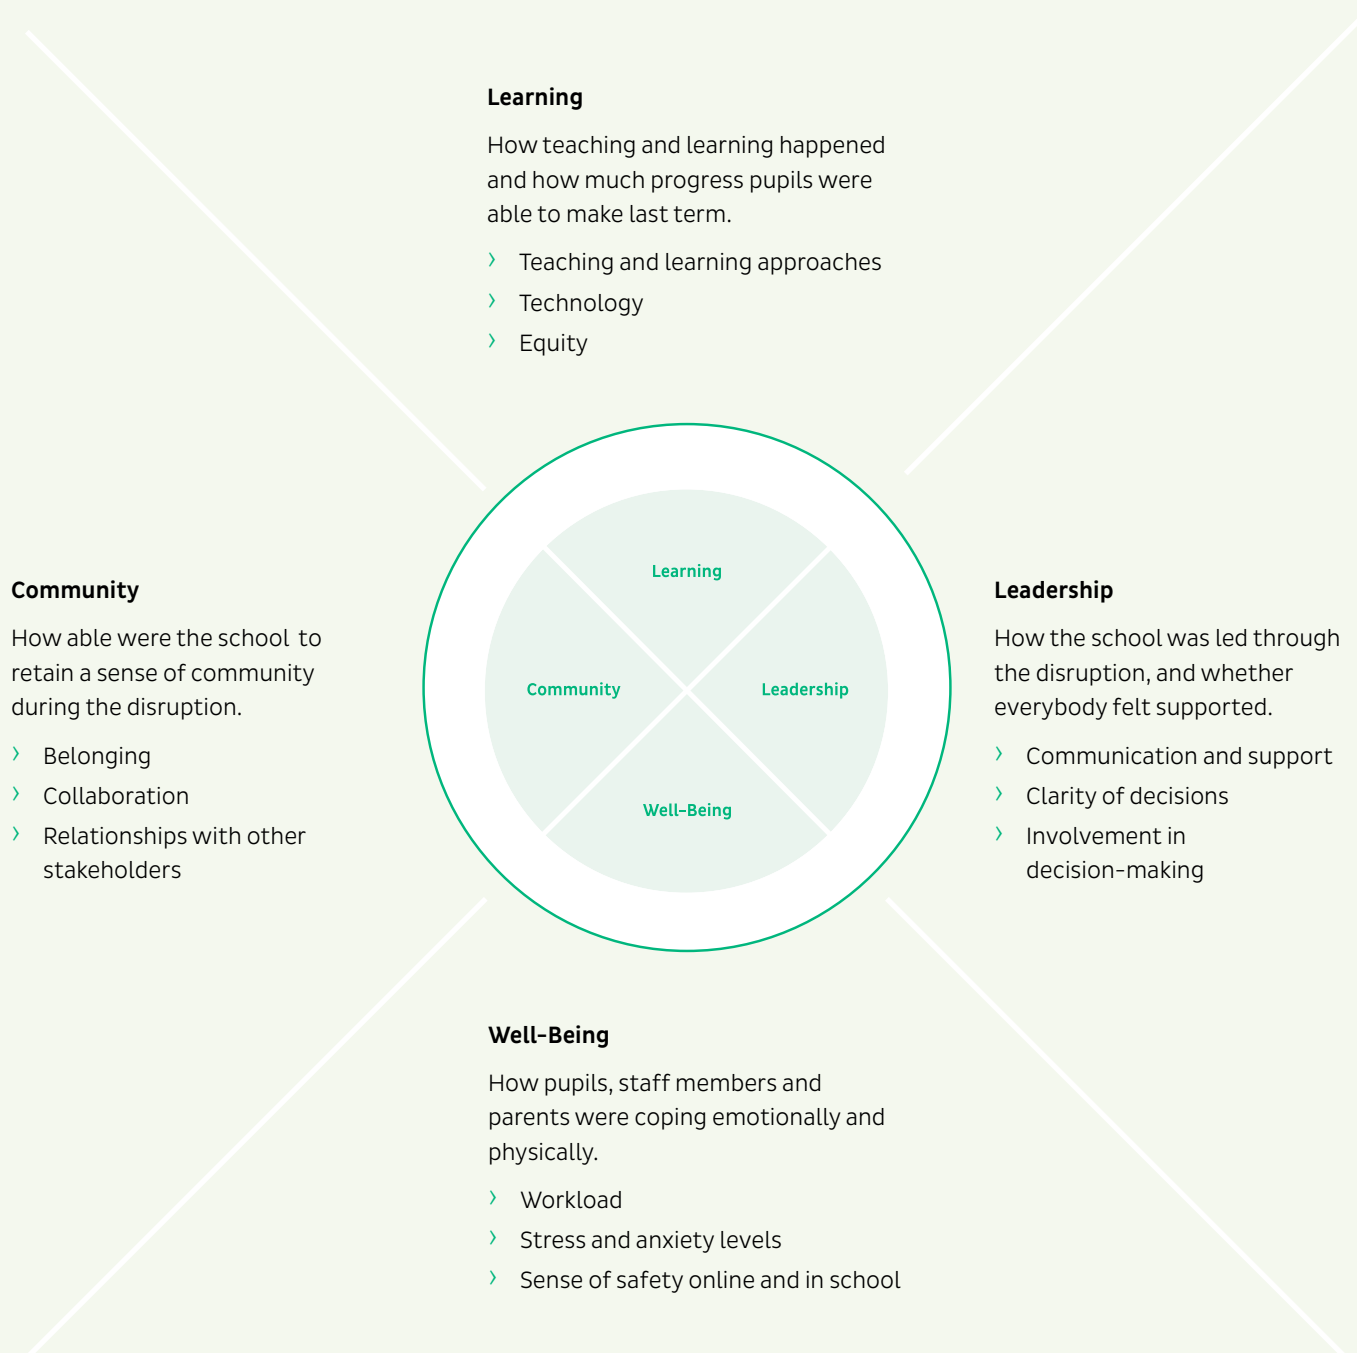 Learning
How teaching and learning happened
and how much progress pupils were
able to make last term.
› Teaching and learning approaches
› Technology
› Equity
Community
How able were the school to
retain a sense of community
during the disruption.
› Belonging
› Collaboration
› Relationships with other
stakeholders
Learning
Community
Leadership
Well-Being
Leadership
How the school was led through
the disruption, and whether
everybody felt supported.
› Communication and support
› Clarity of decisions
› Involvement in
decision-making
Well-Being
How pupils, staff members and
parents were coping emotionally and
physically.
› Workload
› Stress and anxiety levels
› Sense of safety online and in school